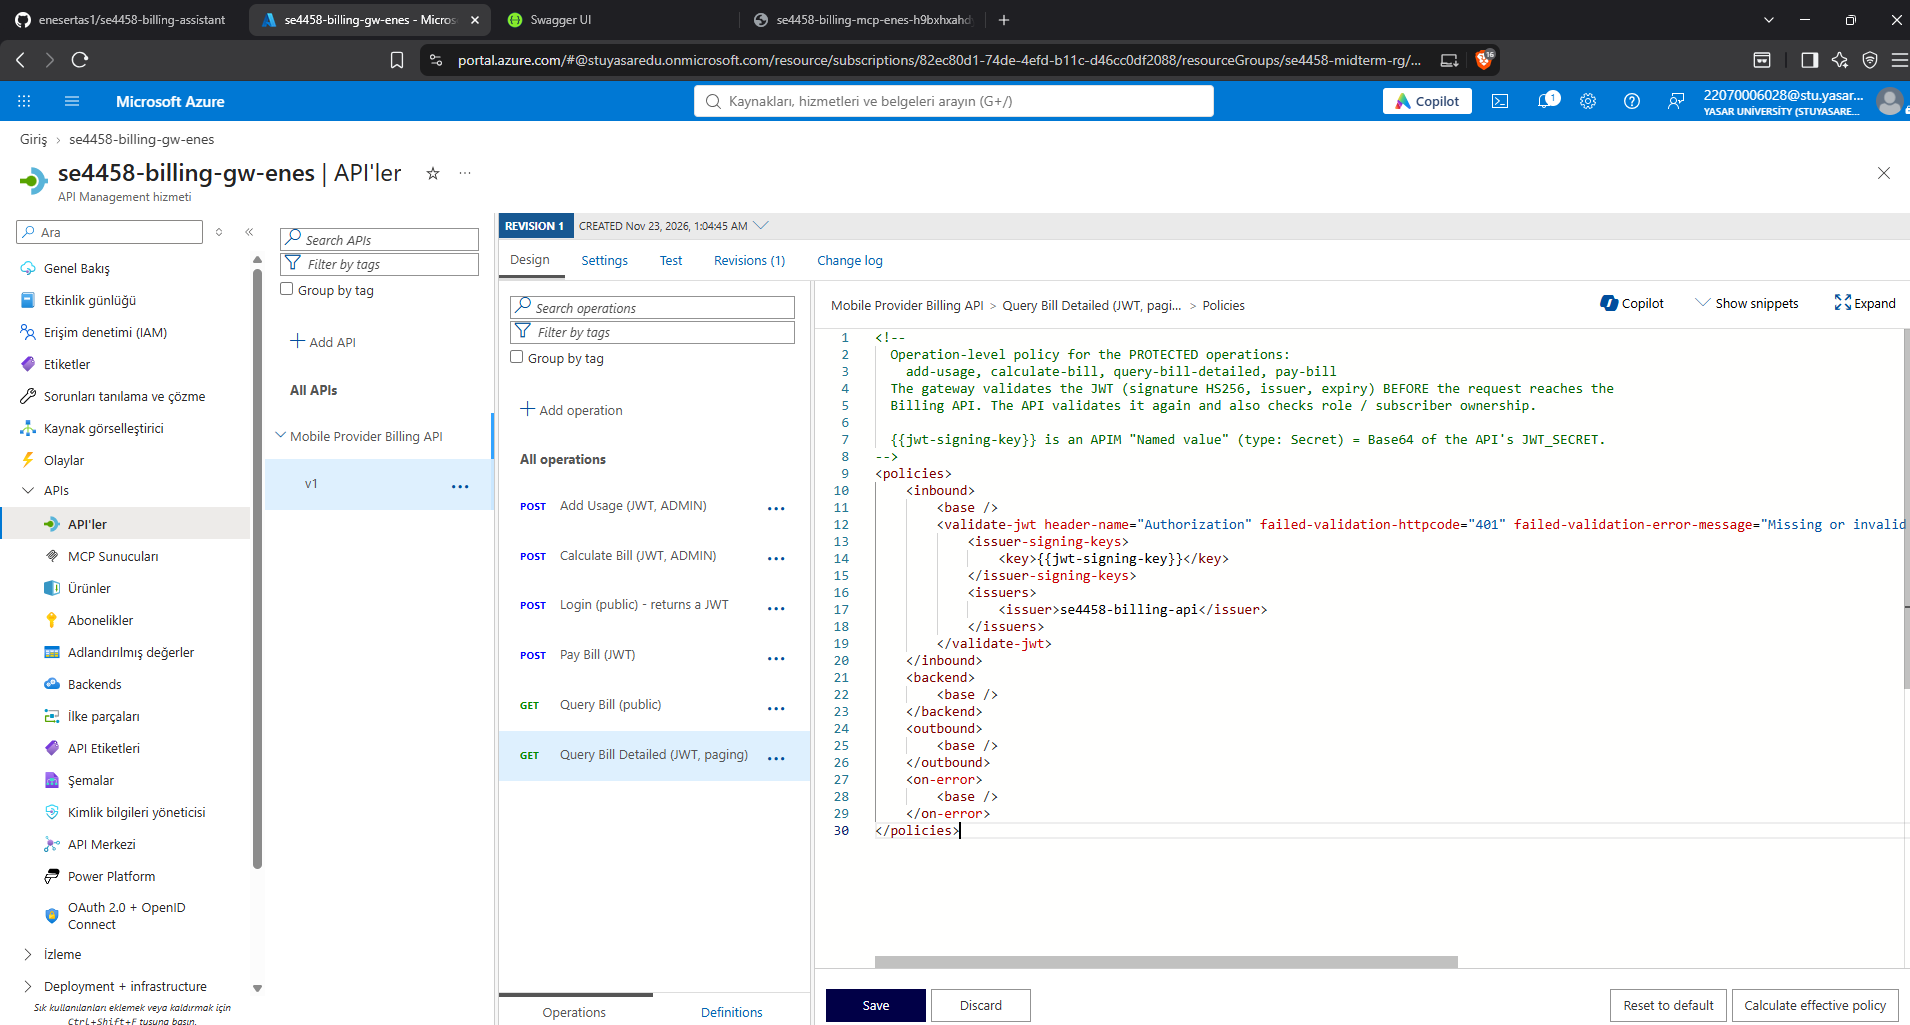 enesertas1/se4458-billing-assistant
se4458-billing-gw-enes - Micros
Swagger UI
se4458-billing-mcp-enes-h9bxhxahd
portal.azure.com/#@stuyasaredu.onmicrosoft.com/resource/subscriptions/82ec80d1-74de-4efd-b11c-d46cc0df2088/resourceGroups/se4458-midterm-rg/...
16
Microsoft Azure
Kaynakları, hizmetleri ve belgeleri arayın (G+/)
Copilot
1
22070006028@stu.yasar...
YASAR UNİVERSİTY (STUYASARE...
Giriş > se4458-billing-gw-enes
se4458-billing-gw-enes | API'ler
API Management hizmeti
Ara
Genel Bakış
Etkinlik günlüğü
Erişim denetimi (IAM)
Etiketler
Sorunları tanılama ve çözme
Kaynak görselleştirici
Olaylar
APIs
API'ler
MCP Sunucuları
Ürünler
Abonelikler
Adlandırılmış değerler
Backends
İlke parçaları
API Etiketleri
Şemalar
Kimlik bilgileri yöneticisi
API Merkezi
Power Platform
OAuth 2.0 + OpenID
Connect
İzleme
Deployment + infrastructure
Sık kullanılanları eklemek veya kaldırmak için
Ctrl+Shift+F tuşuna basın.
Search APIs
Filter by tags
Group by tag
Add API
All APIs
Mobile Provider Billing API
v1
REVISION 1
CREATED Nov 23, 2026, 1:04:45 AM
Design
Settings
Test
Revisions (1)
Change log
Search operations
Filter by tags
Group by tag
Add operation
All operations
POST Add Usage (JWT, ADMIN)
POST Calculate Bill (JWT, ADMIN)
POST Login (public) - returns a JWT
POST Pay Bill (JWT)
GET Query Bill (public)
GET Query Bill Detailed (JWT, paging)
Operations
Definitions
Mobile Provider Billing API > Query Bill Detailed (JWT, pagi... > Policies
Copilot
Show snippets
Expand
1 <!--
2 Operation-level policy for the PROTECTED operations:
3 add-usage, calculate-bill, query-bill-detailed, pay-bill
4 The gateway validates the JWT (signature HS256, issuer, expiry) BEFORE the request reaches the
5 Billing API. The API validates it again and also checks role / subscriber ownership.
6
7 {{jwt-signing-key}} is an APIM "Named value" (type: Secret) = Base64 of the API's JWT_SECRET.
8 -->
9 <policies>
10 <inbound>
11 <base />
12 <validate-jwt header-name="Authorization" failed-validation-httpcode="401" failed-validation-error-message="Missing or invalid
13 <issuer-signing-keys>
14 <key>{{jwt-signing-key}}</key>
15 </issuer-signing-keys>
16 <issuers>
17 <issuer>se4458-billing-api</issuer>
18 </issuers>
19 </validate-jwt>
20 </inbound>
21 <backend>
22 <base />
23 </backend>
24 <outbound>
25 <base />
26 </outbound>
27 <on-error>
28 <base />
29 </on-error>
30 </policies>
Save
Discard
Reset to default
Calculate effective policy